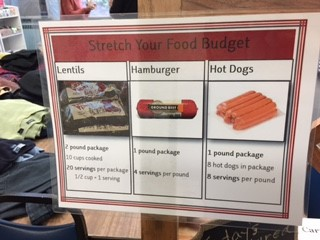 Stretch Your Food Budget
Lentils
Hamburger
Hot Dogs
GROUND BEEF
2 pound package
10 cups cooked
20 servings per package
1/2 cup = 1 serving
1 pound package
4 servings per pound
1 pound package
8 hot dogs in package
8 servings per pound